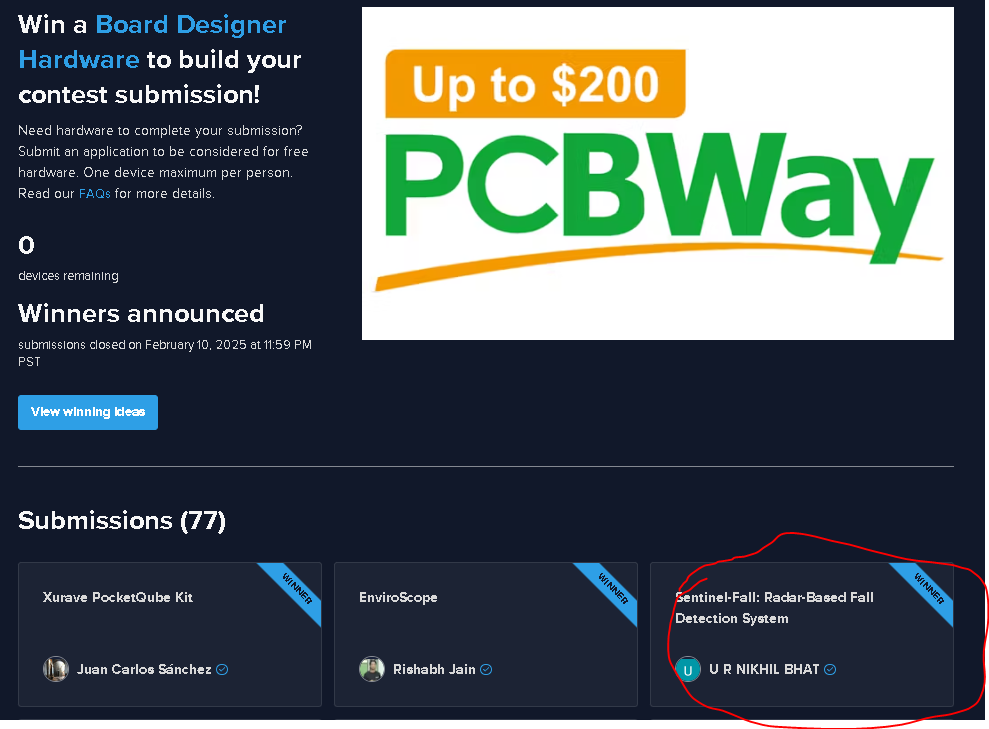 Win a Board Designer
Hardware to build your
contest submission!
Need hardware to complete your submission?
Submit an application to be considered for free
hardware. One device maximum per person.
Read our FAQs for more details.
0
devices remaining
Winners announced
submissions closed on February 10, 2025 at 11:59 PM
PST
View winning ideas
Up to $200
PCBWay
Submissions (77)
WINNER
Xurave PocketQube Kit
Juan Carlos Sánchez
WINNER
EnviroScope
Rishabh Jain
WINNER
Sentinel-Fall: Radar-Based Fall
Detection System
U
U R NIKHIL BHAT